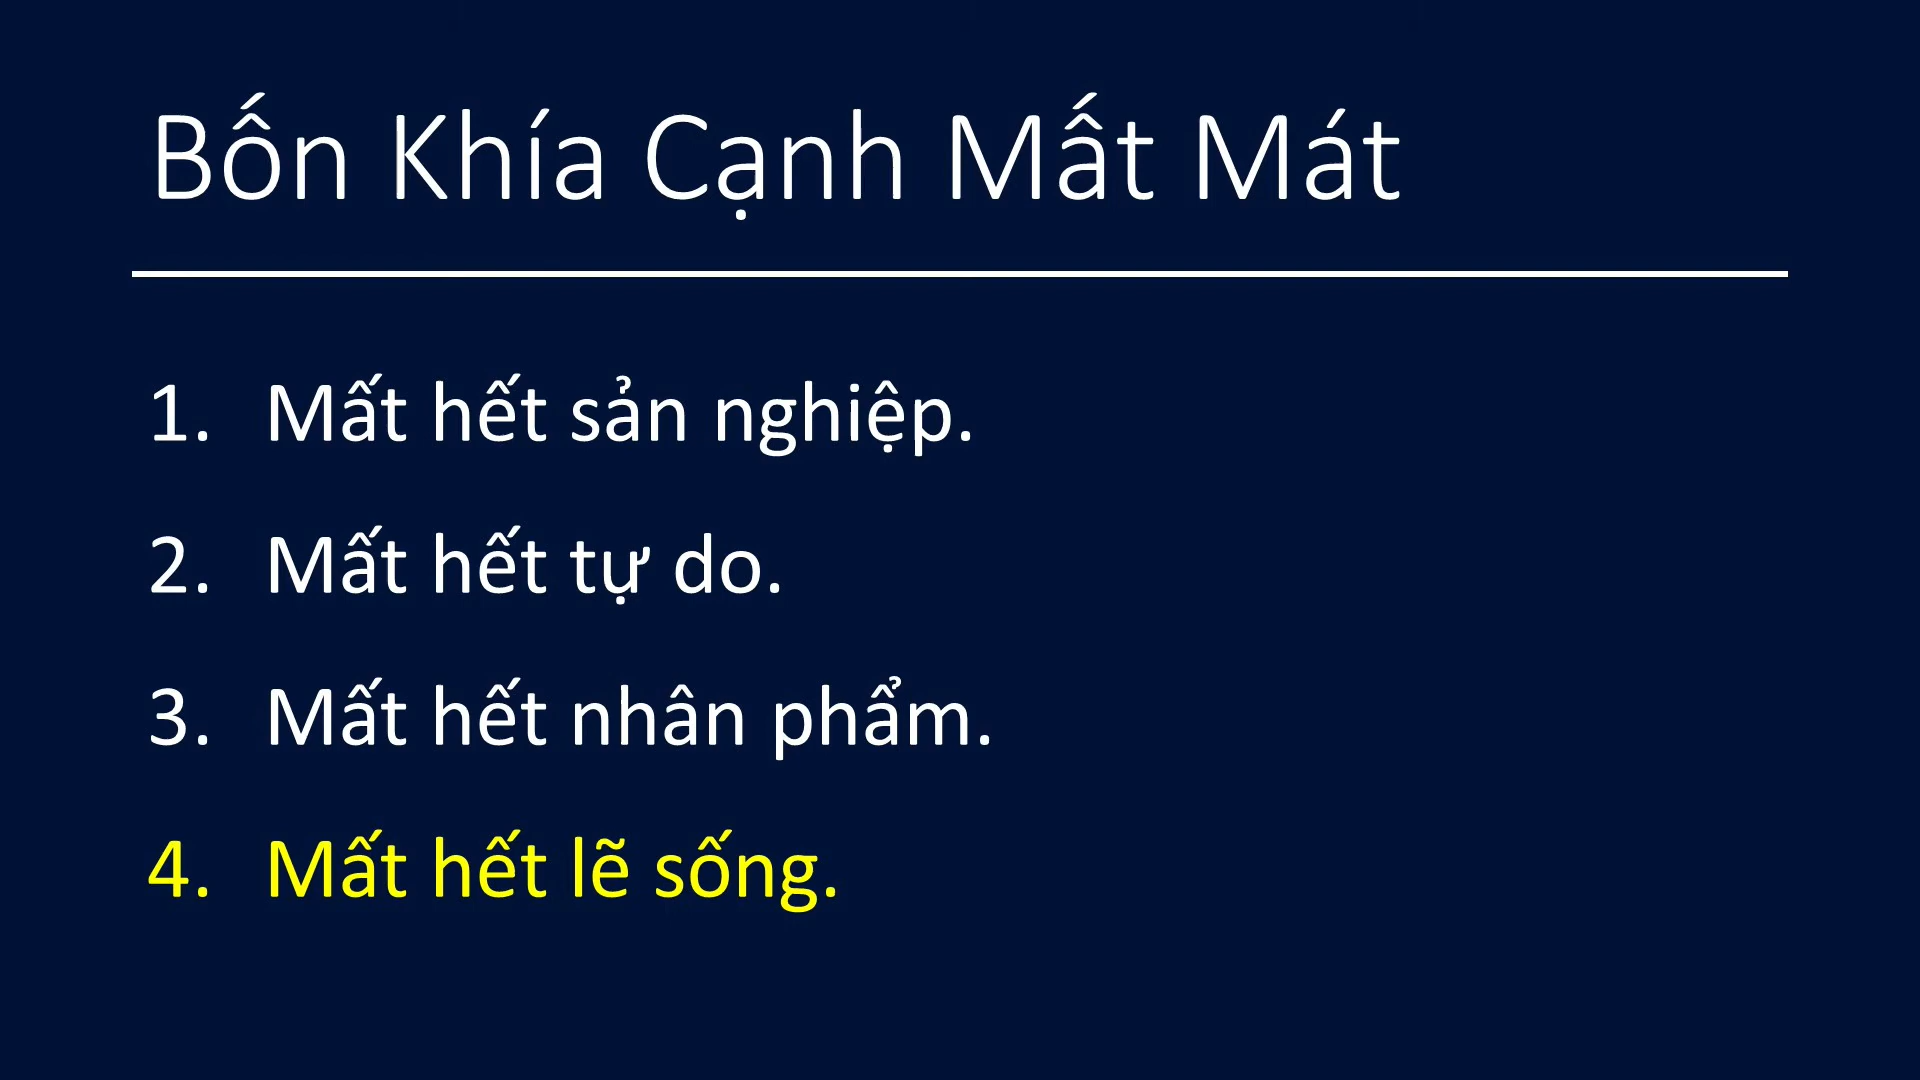 Bốn Khía Cạnh Mất Mát
1. Mất hết sản nghiệp.
2. Mất hết tự do.
3. Mất hết nhân phẩm.
4. Mất hết lẽ sống.